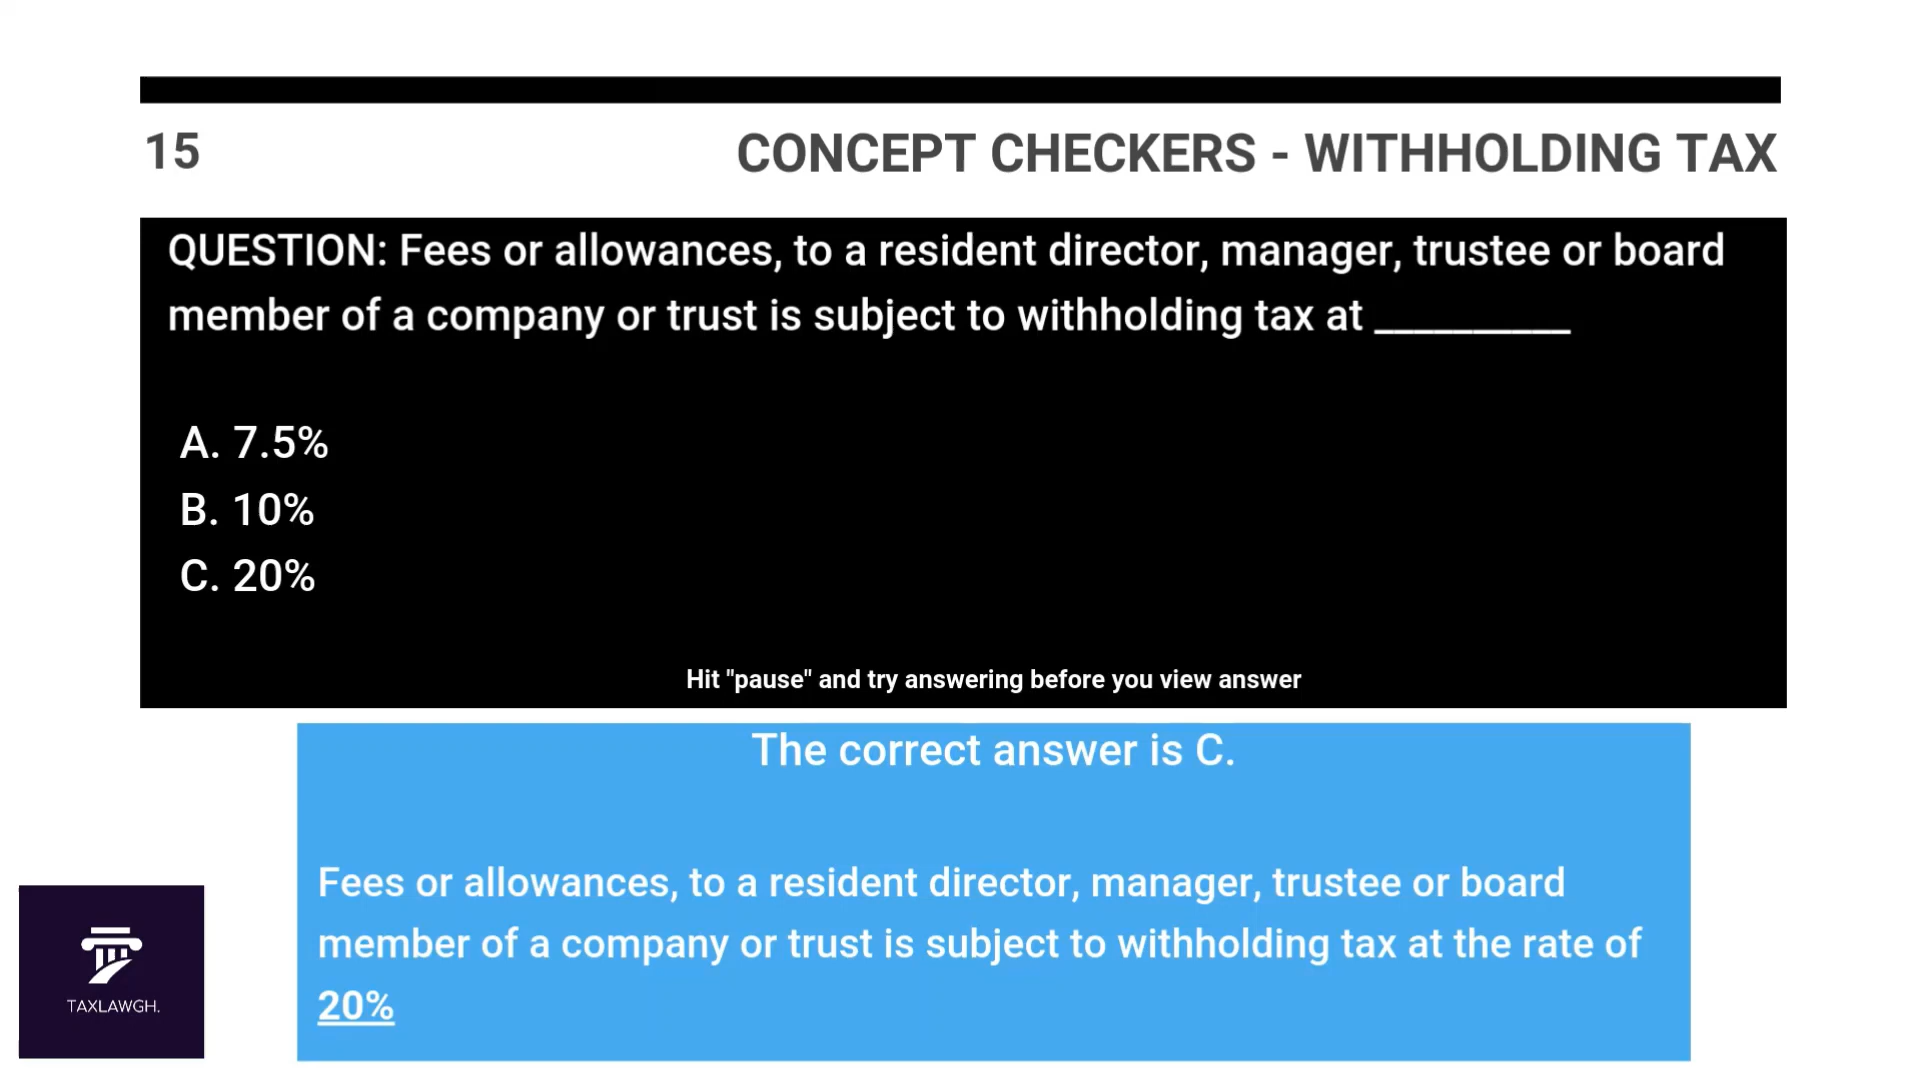 15
CONCEPT CHECKERS - WITHHOLDING TAX
QUESTION: Fees or allowances, to a resident director, manager, trustee or board
member of a company or trust is subject to withholding tax at __________
A. 7.5%
B. 10%
C. 20%
Hit "pause" and try answering before you view answer
The correct answer is C.
Fees or allowances, to a resident director, manager, trustee or board
member of a company or trust is subject to withholding tax at the rate of
20%
TAXLAWGH.